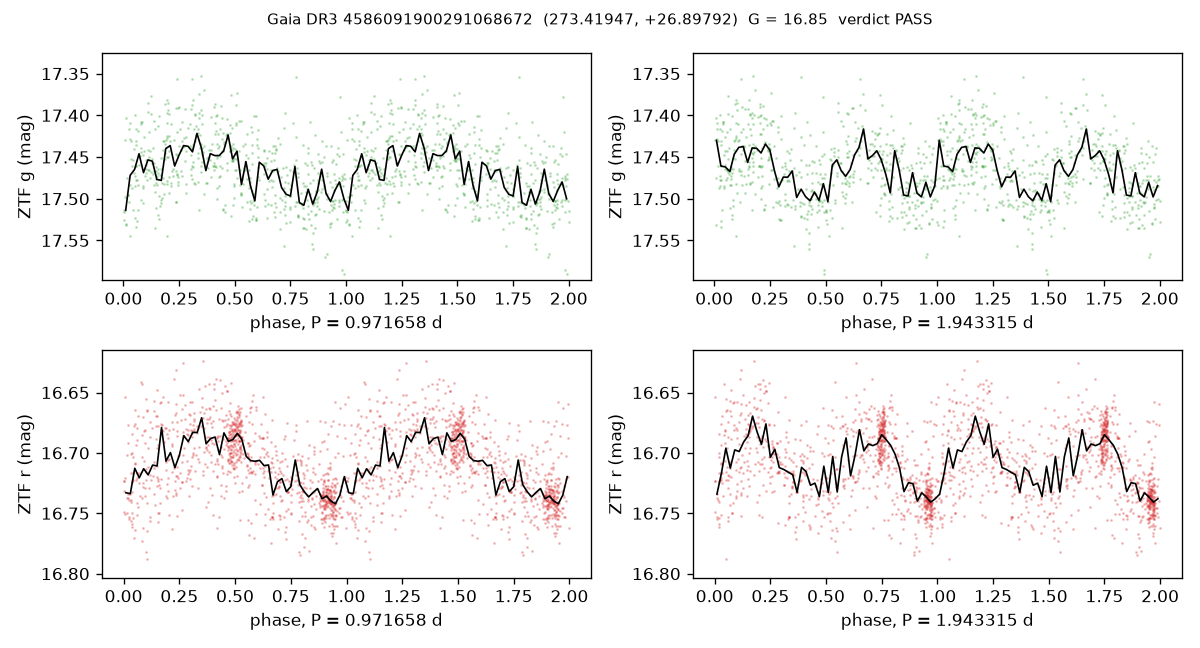 Gaia DR3 4586091900291068672 (273.41947, +26.89792) G = 16.85 verdict PASS
ZTF g (mag)
17.35
17.40
17.45
17.50
17.55
0.00 0.25 0.50 0.75 1.00 1.25 1.50 1.75 2.00
phase, P = 0.971658 d
ZTF g (mag)
17.35
17.40
17.45
17.50
17.55
0.00 0.25 0.50 0.75 1.00 1.25 1.50 1.75 2.00
phase, P = 1.943315 d
ZTF r (mag)
16.65
16.70
16.75
16.80
0.00 0.25 0.50 0.75 1.00 1.25 1.50 1.75 2.00
phase, P = 0.971658 d
ZTF r (mag)
16.65
16.70
16.75
16.80
0.00 0.25 0.50 0.75 1.00 1.25 1.50 1.75 2.00
phase, P = 1.943315 d